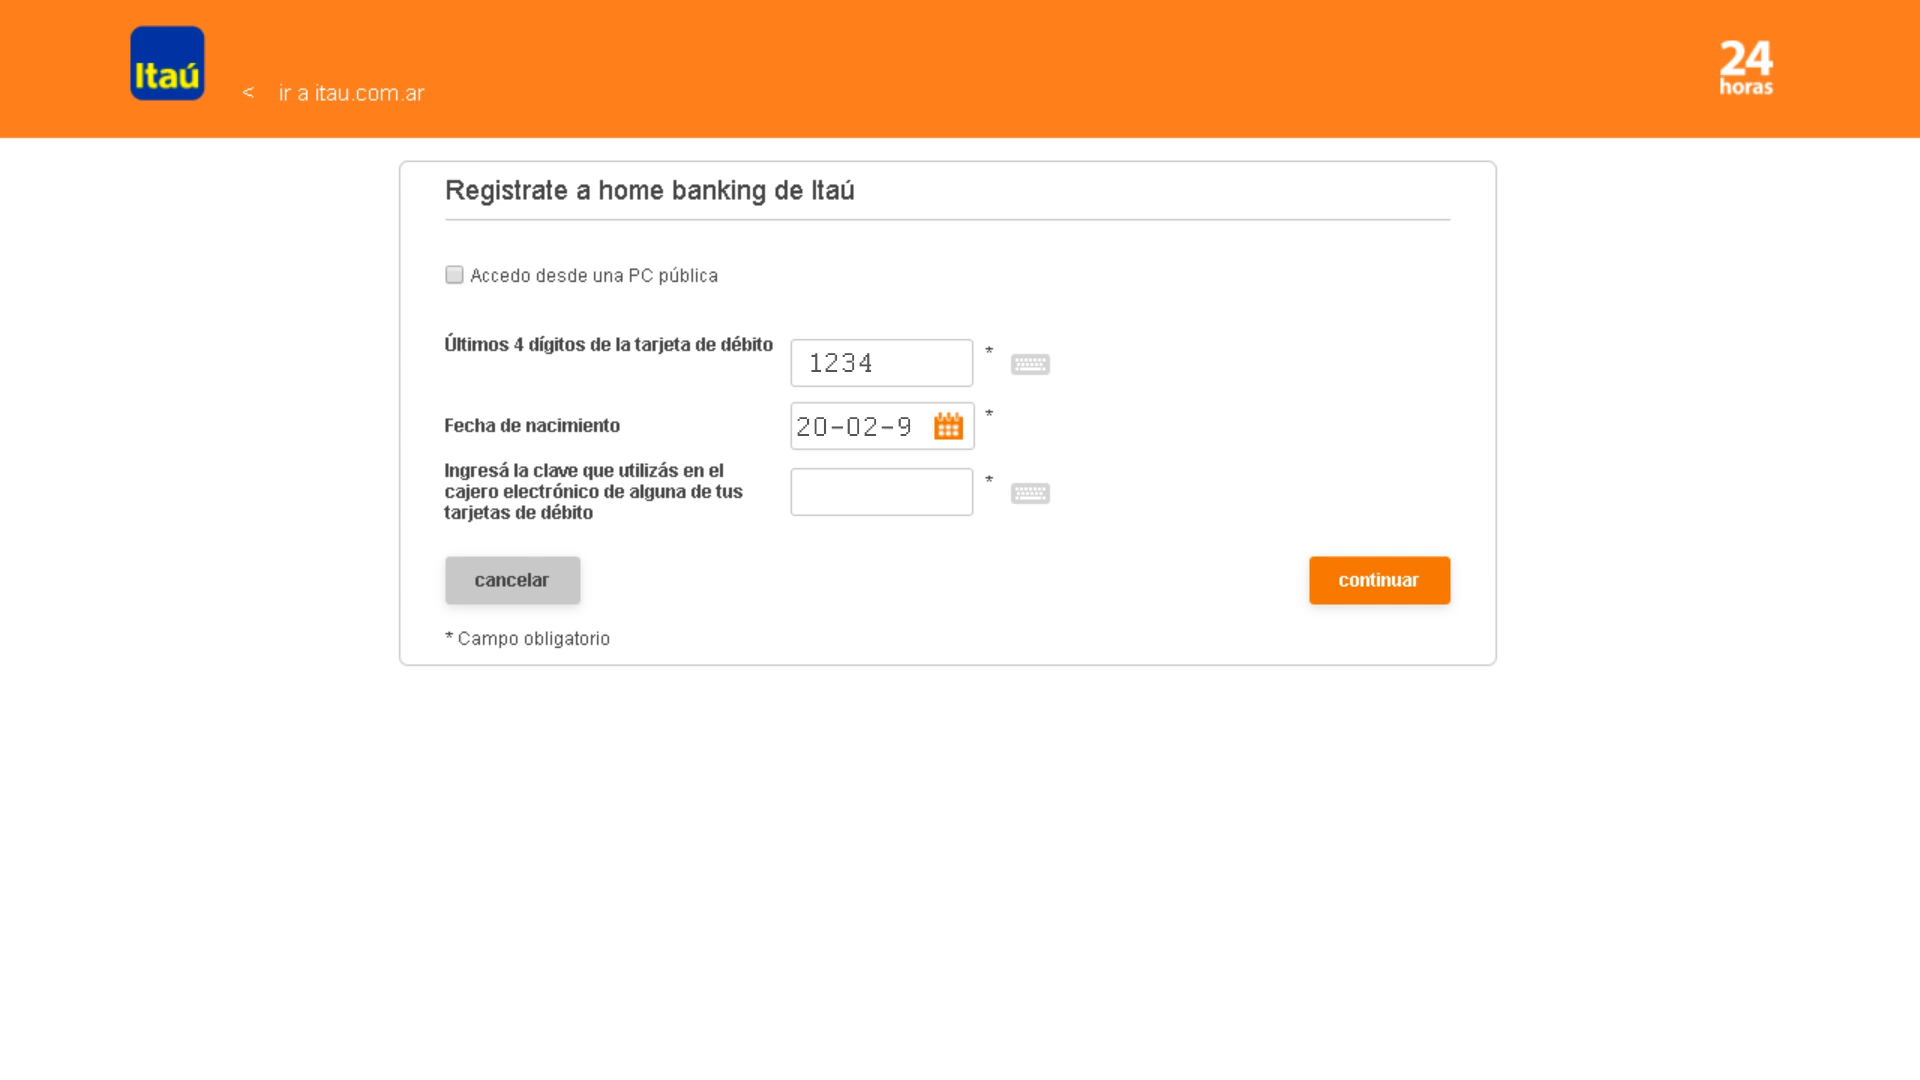 Itaú
< ir a itau.com.ar
24
horas
Registrate a home banking de Itaú
Accedo desde una PC pública
Últimos 4 dígitos de la tarjeta de débito
1234
*
Fecha de nacimiento
20-02-9
*
Ingresá la clave que utilizás en el
cajero electrónico de alguna de tus
tarjetas de débito
*
cancelar
continuar
* Campo obligatorio